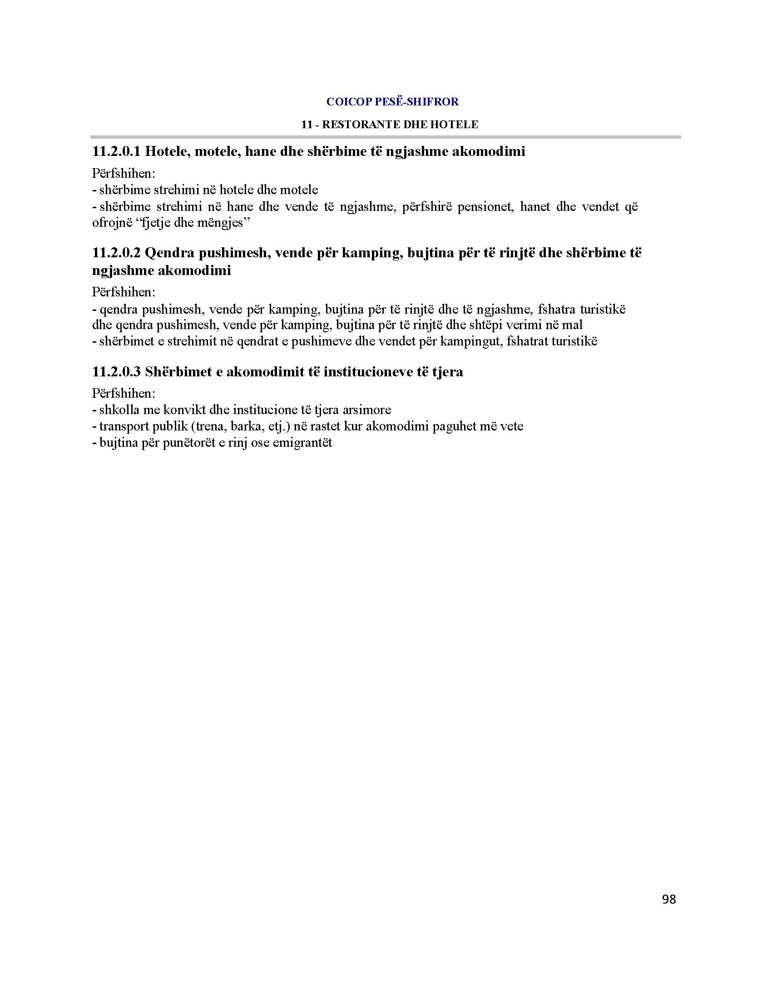 COICOP PESË-SHIFROR
11 - RESTORANTE DHE HOTELE
11.2.0.1 Hotele, motele, hane dhe shërbime të ngjashme akomodimi
Përfshihen:
- shërbime strehimi në hotele dhe motele
- shërbime strehimi në hane dhe vende të ngjashme, përfshirë pensionet, hanet dhe vendet që
ofrojnë “fjetje dhe mëngjes”
11.2.0.2 Qendra pushimesh, vende për kamping, bujtina për të rinjtë dhe shërbime të
ngjashme akomodimi
Përfshihen:
- qendra pushimesh, vende për kamping, bujtina për të rinjtë dhe të ngjashme, fshatra turistikë
dhe qendra pushimesh, vende për kamping, bujtina për të rinjtë dhe shtëpi verimi në mal
- shërbimet e strehimit në qendrat e pushimeve dhe vendet për kampingut, fshatrat turistikë
11.2.0.3 Shërbimet e akomodimit të institucioneve të tjera
Përfshihen:
- shkolla me konvikt dhe institucione të tjera arsimore
- transport publik (trena, barka, etj.) në rastet kur akomodimi paguhet më vete
- bujtina për punëtorët e rinj ose emigrantët
98